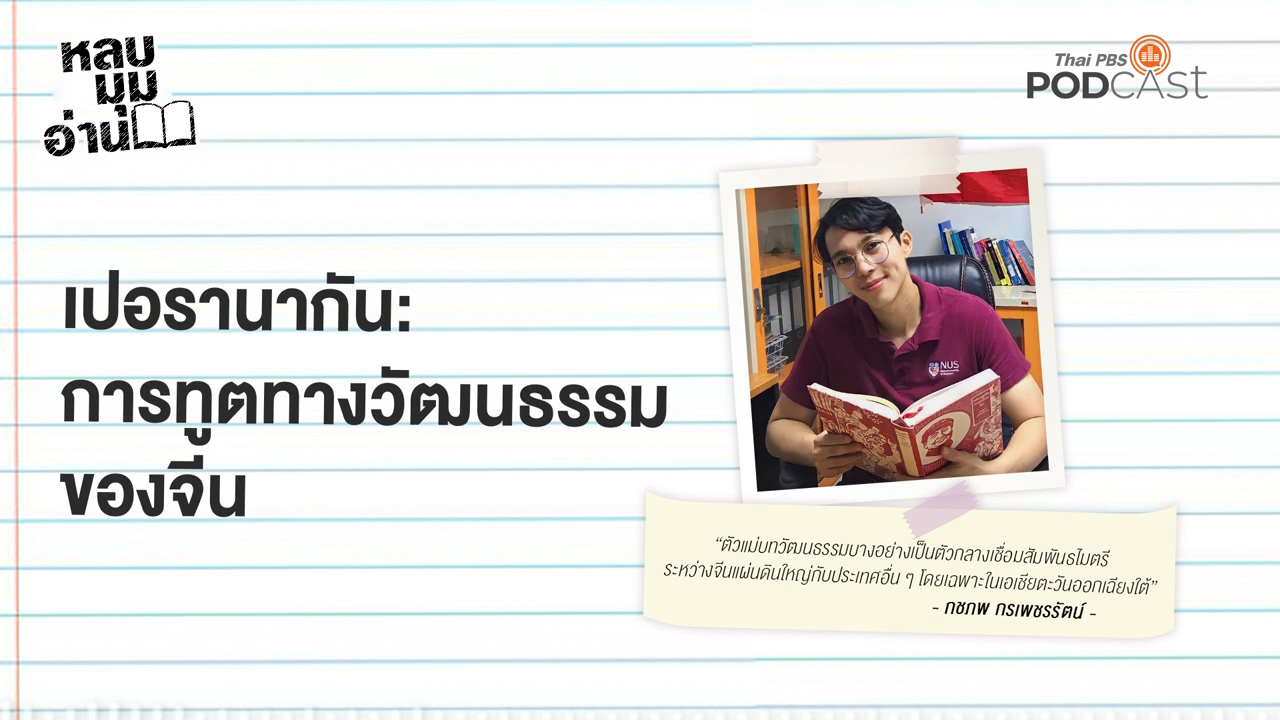 หลบ
มุม
อ่าน
Thai PBS
PODCAST
เปอรานากัน:
การทูตทางวัฒนธรรม
ของจีน
NUS
“ตัวแม่บทวัฒนธรรมบางอย่างเป็นตัวกลางเชื่อมสัมพันธไมตรี
ระหว่างจีนแผ่นดินใหญ่กับประเทศอื่น ๆ โดยเฉพาะในเอเชียตะวันออกเฉียงใต้”
- กชภพ กรเพชรรัตน์ -